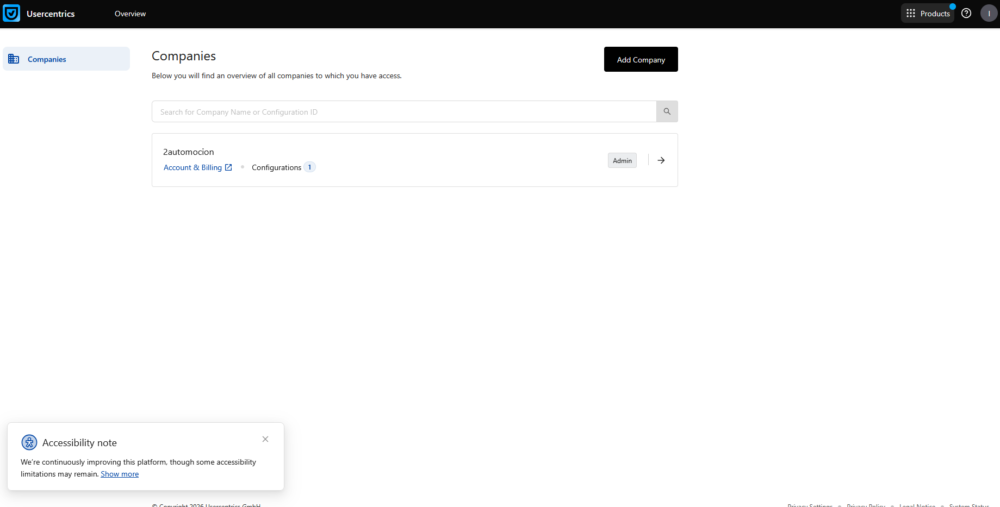 Usercentrics
Overview
Products
I
Companies
Companies
Add Company
Below you will find an overview of all companies to which you have access.
Search for Company Name or Configuration ID
2automocion
Account & Billing
Configurations 1
Admin
Accessibility note
We're continuously improving this platform, though some accessibility
limitations may remain. Show more
© Copyright 2026 Usercentrics GmbH
Privacy Settings
Privacy Policy
Legal Notice
System Status